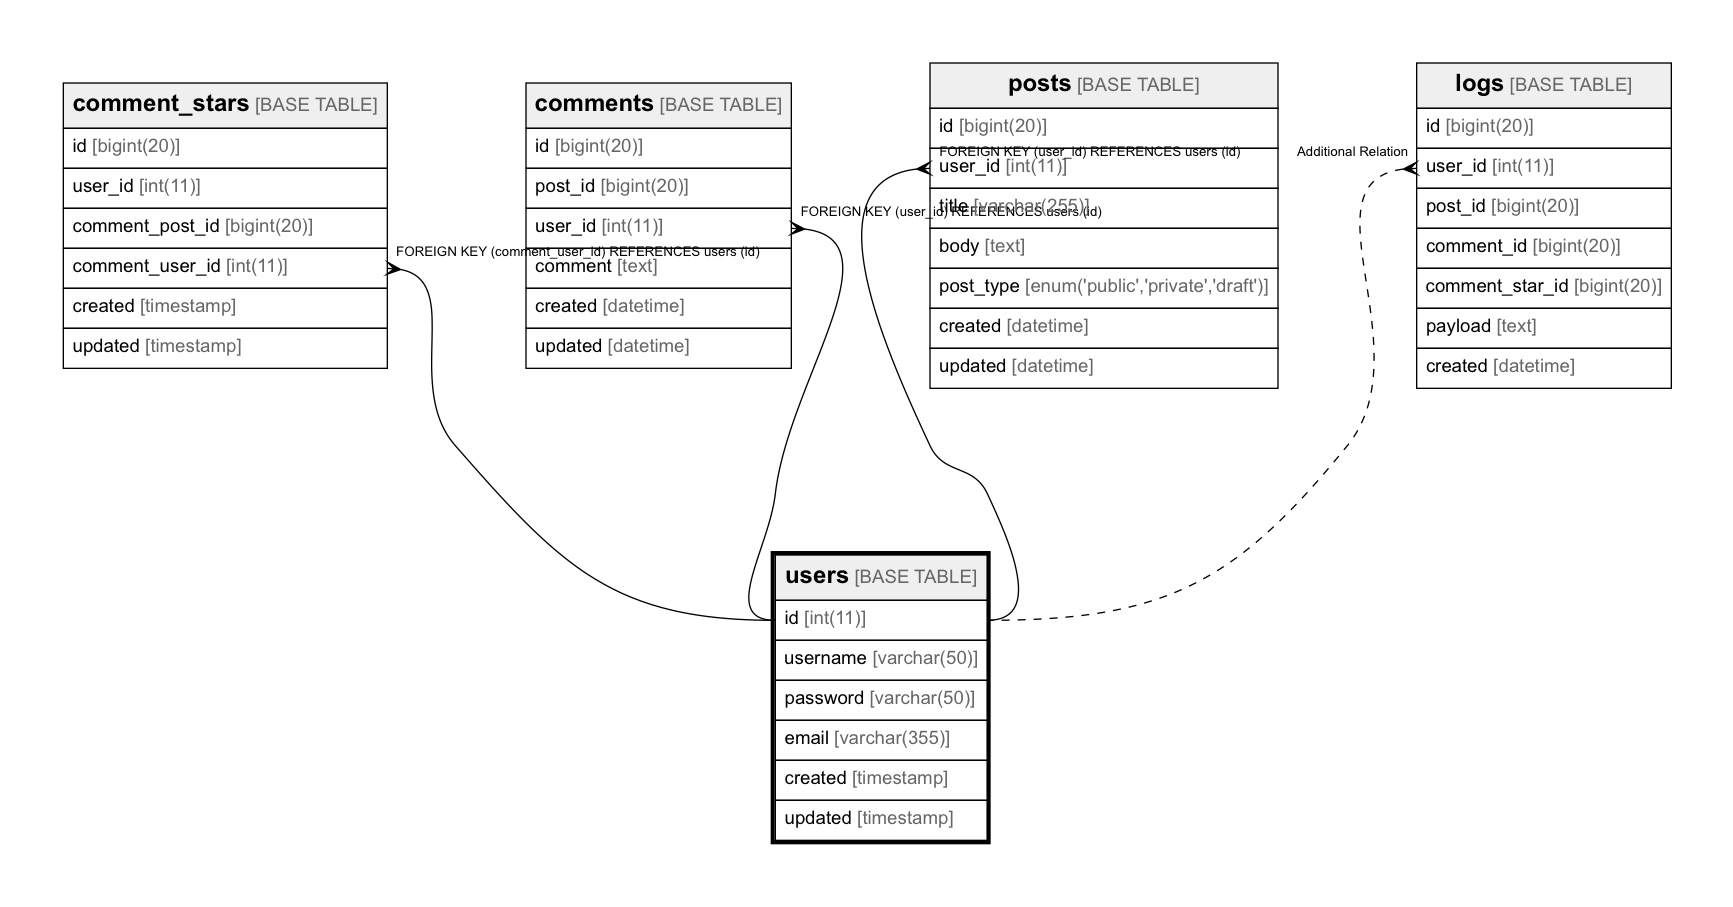 comment_stars [BASE TABLE]
id [bigint(20)]
user_id [int(11)]
comment_post_id [bigint(20)]
comment_user_id [int(11)]
created [timestamp]
updated [timestamp]
FOREIGN KEY (comment_user_id) REFERENCES users (id)
comments [BASE TABLE]
id [bigint(20)]
post_id [bigint(20)]
user_id [int(11)]
comment [text]
created [datetime]
updated [datetime]
FOREIGN KEY (user_id) REFERENCES users (id)
posts [BASE TABLE]
id [bigint(20)]
FOREIGN KEY (user_id) REFERENCES users (id)
user_id [int(11)]
title [varchar(255)]
body [text]
post_type [enum('public','private','draft')]
created [datetime]
updated [datetime]
Additional Relation
logs [BASE TABLE]
id [bigint(20)]
user_id [int(11)]
post_id [bigint(20)]
comment_id [bigint(20)]
comment_star_id [bigint(20)]
payload [text]
created [datetime]
users [BASE TABLE]
id [int(11)]
username [varchar(50)]
password [varchar(50)]
email [varchar(355)]
created [timestamp]
updated [timestamp]